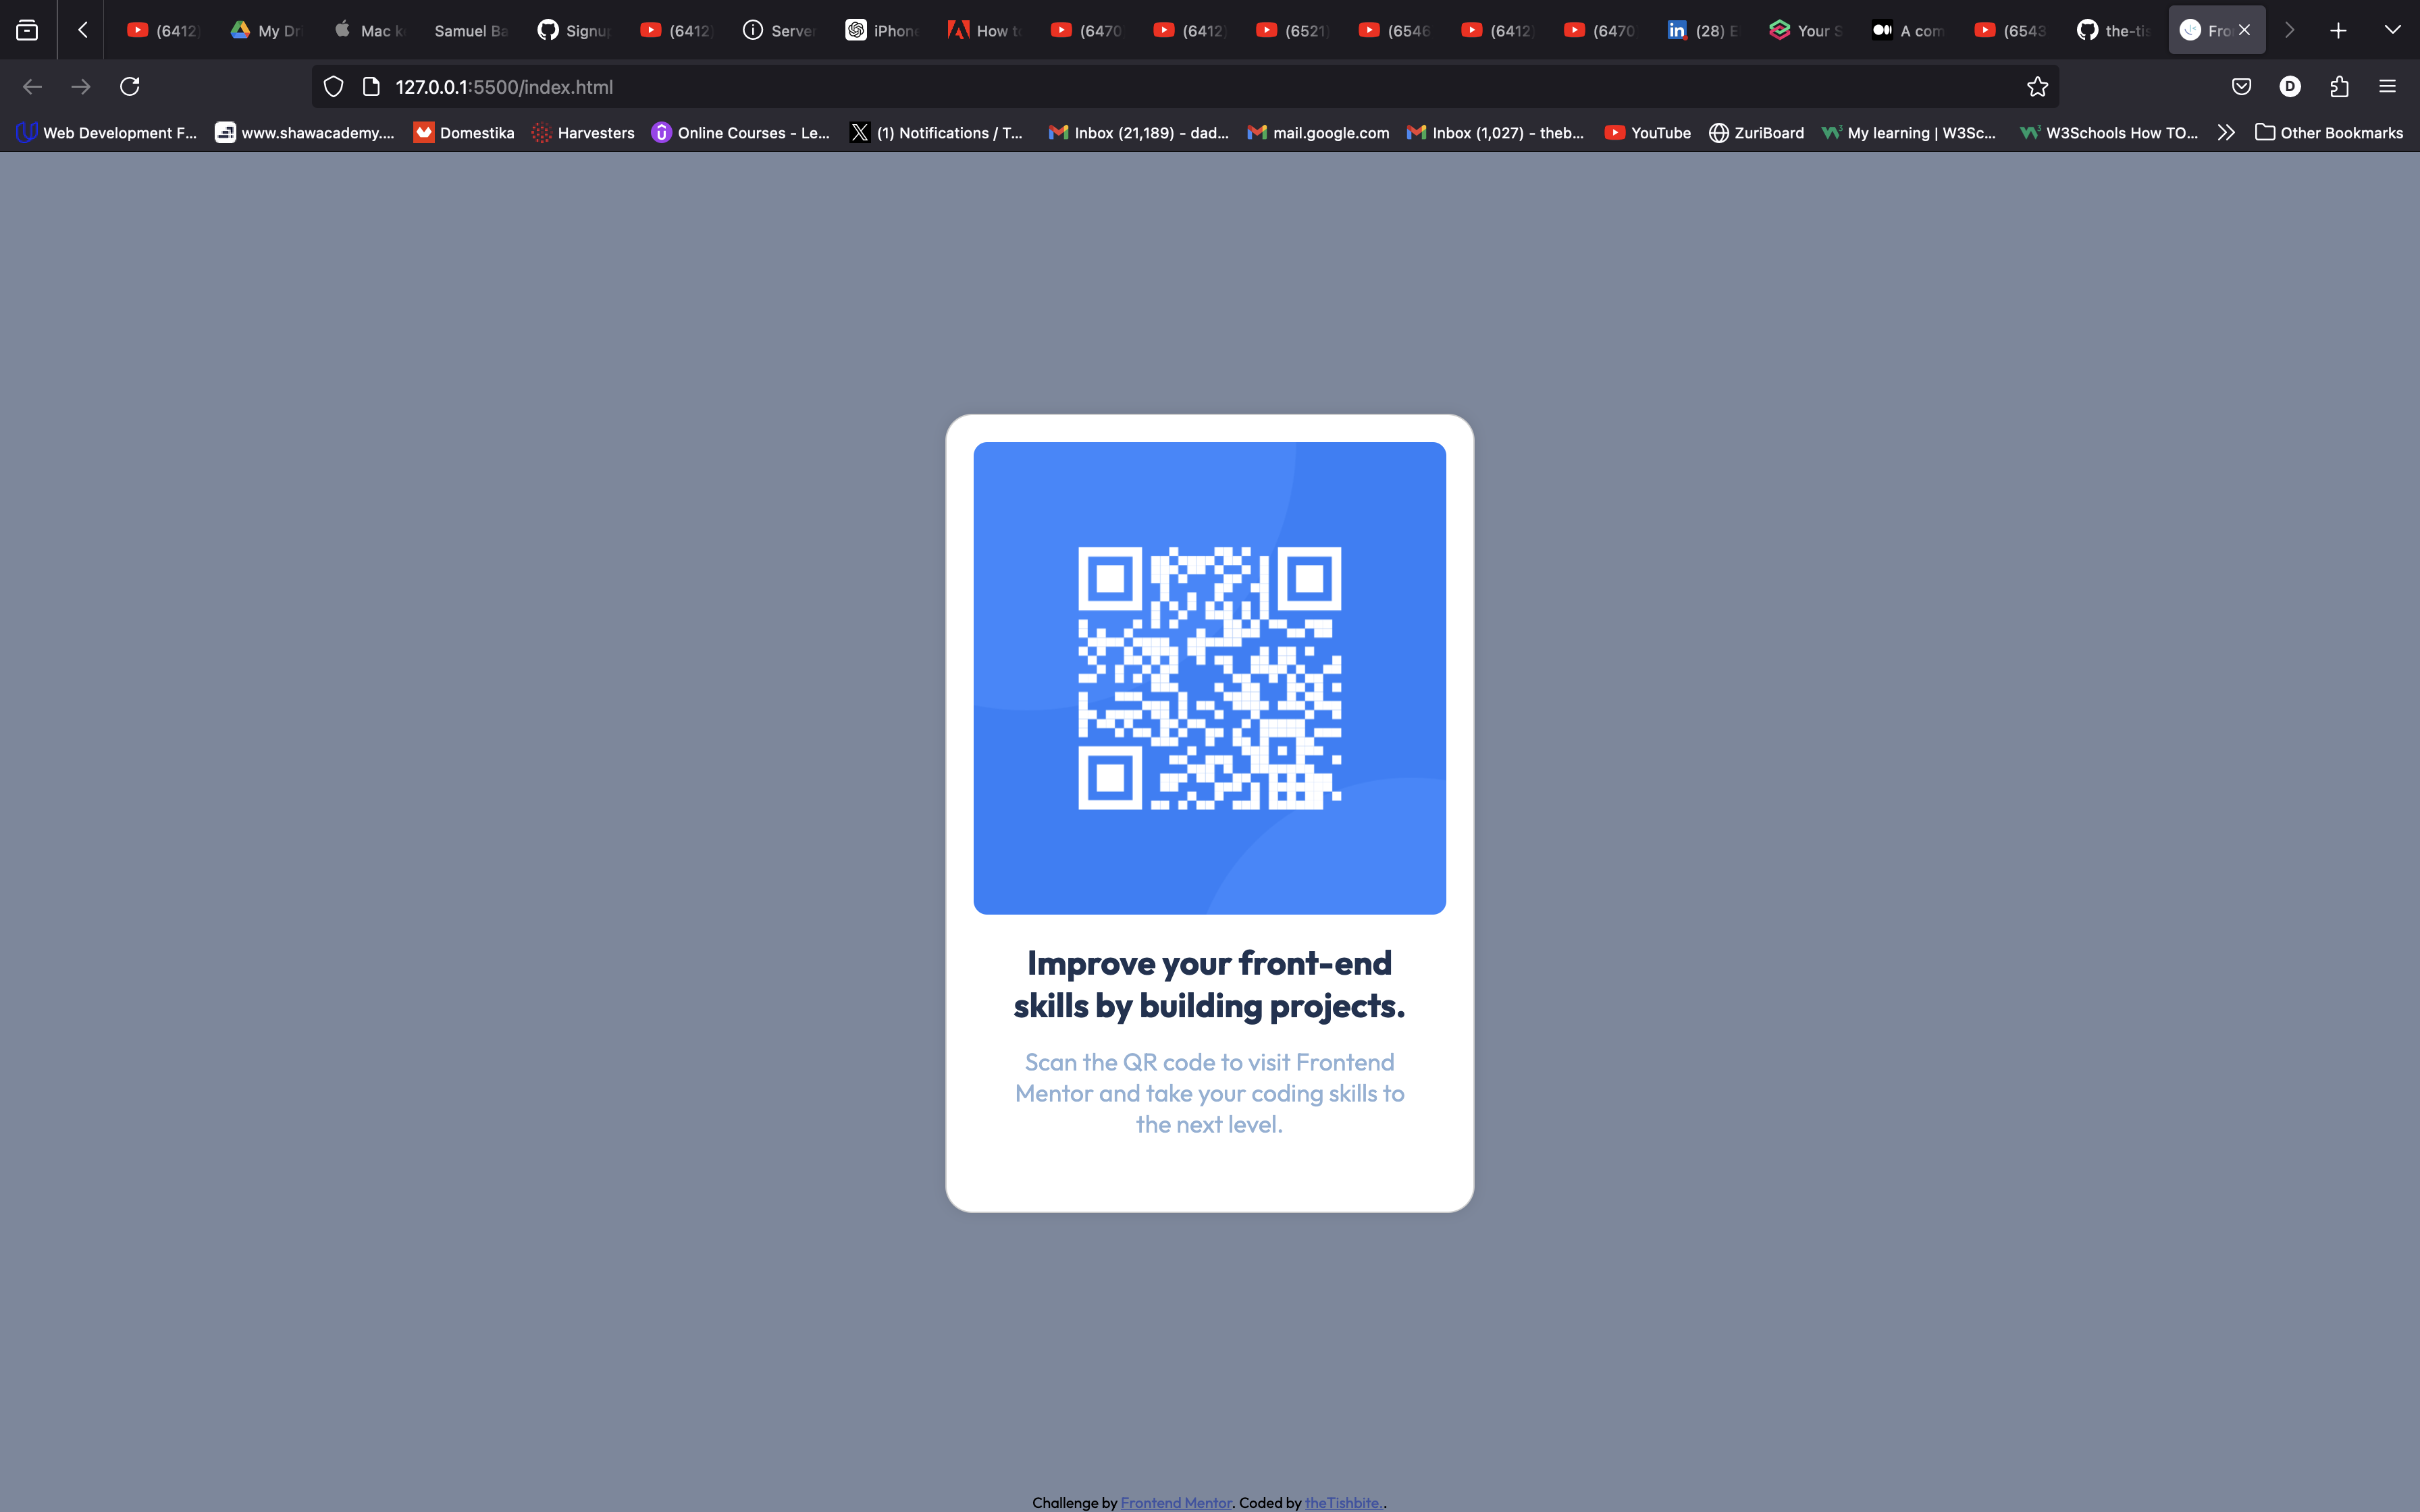 (6412) My Dr Mac k Samuel Ba Signu (6412) Server iPhone How t (6470 (6412) (6521) (6546 (6412) (6470 in (28) E Your S A com (6543 the-tis Fro
127.0.0.1:5500/index.html D
Web Development F... www.shawacademy.... Domestika Harvesters Online Courses - Le... (1) Notifications / T... Inbox (21,189) - dad... mail.google.com Inbox (1,027) - theb... YouTube ZuriBoard My learning | W3Sc... W3Schools How TO... Other Bookmarks
Improve your front-end
skills by building projects.
Scan the QR code to visit Frontend
Mentor and take your coding skills to
the next level.
Challenge by Frontend Mentor. Coded by theTishbite..